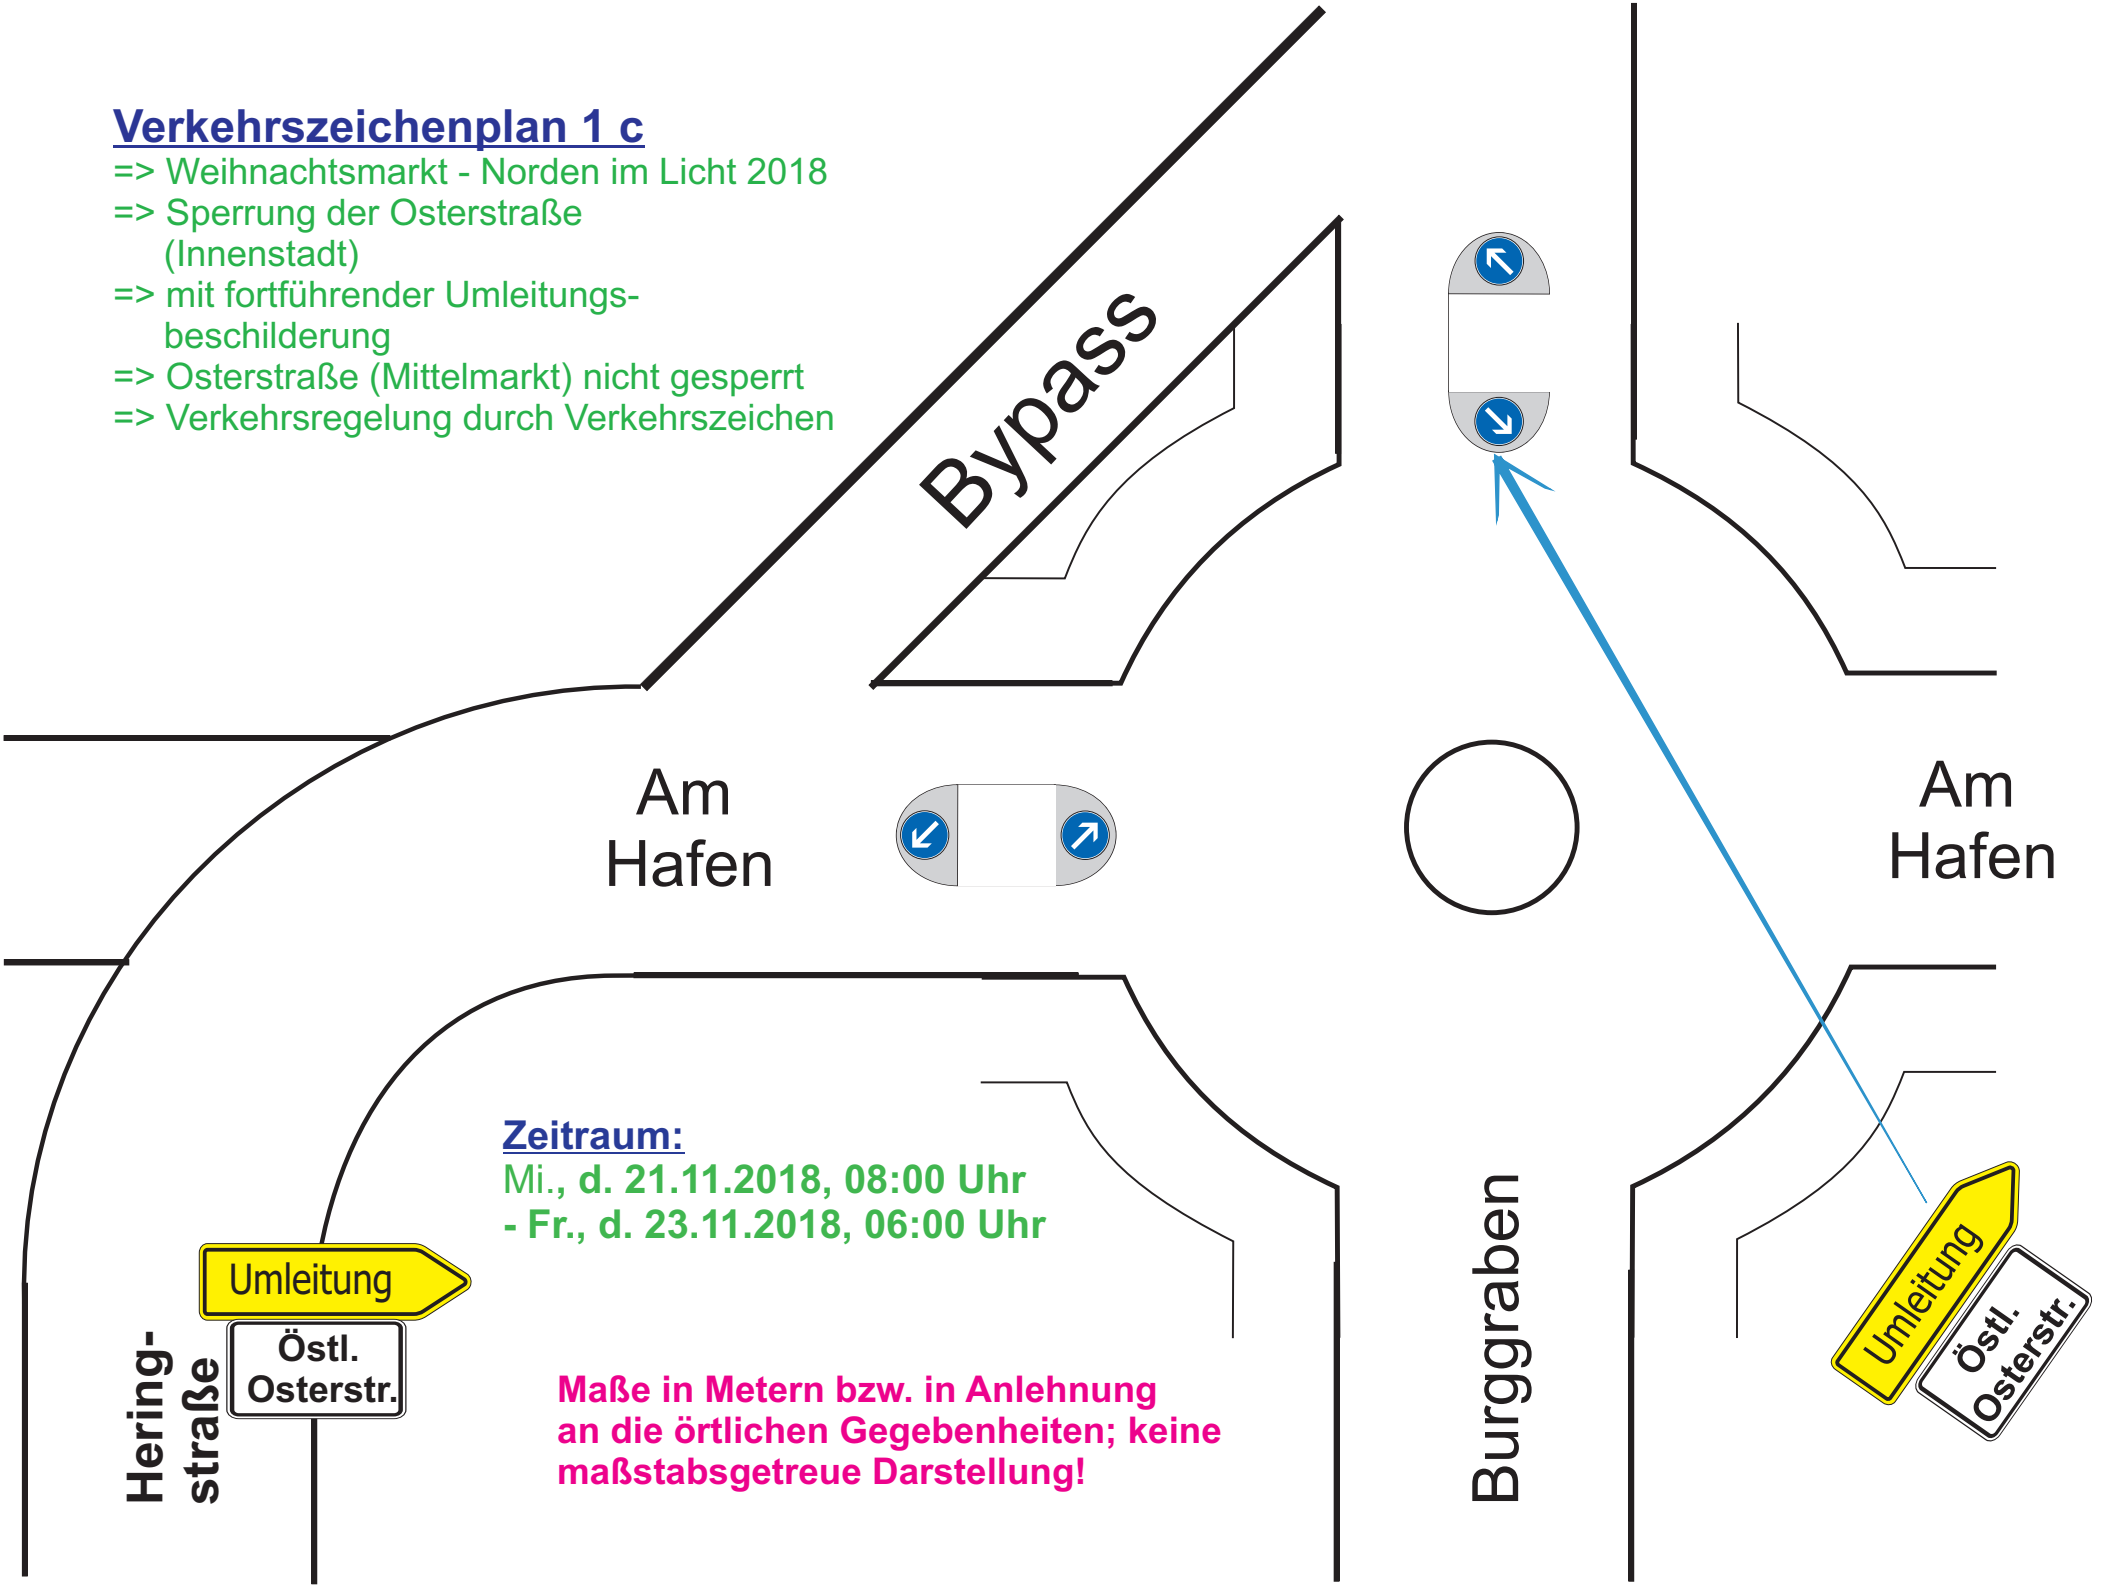 Verkehrszeichenplan 1 c
=> Weihnachtsmarkt - Norden im Licht 2018
=> Sperrung der Osterstraße
(Innenstadt)
=> mit fortführender Umleitungs-
beschilderung
=> Osterstraße (Mittelmarkt) nicht gesperrt
=> Verkehrsregelung durch Verkehrszeichen
Bypass
Am
Hafen
Am
Hafen
Zeitraum:
Mi., d. 21.11.2018, 08:00 Uhr
- Fr., d. 23.11.2018, 06:00 Uhr
Umleitung
Östl.
Osterstr.
Hering-
straße
Maße in Metern bzw. in Anlehnung
an die örtlichen Gegebenheiten; keine
maßstabsgetreue Darstellung!
Burggraben
Umleitung
Östl.
Osterstr.